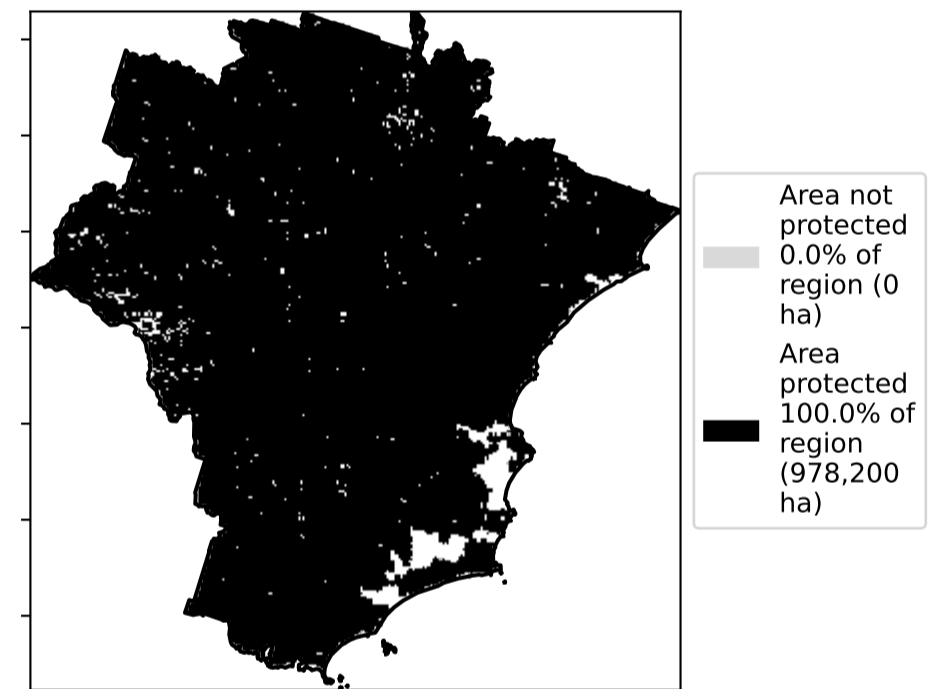 Area not
protected
0.0% of
region (0
ha)
Area
protected
100.0% of
region
(978,200
ha)